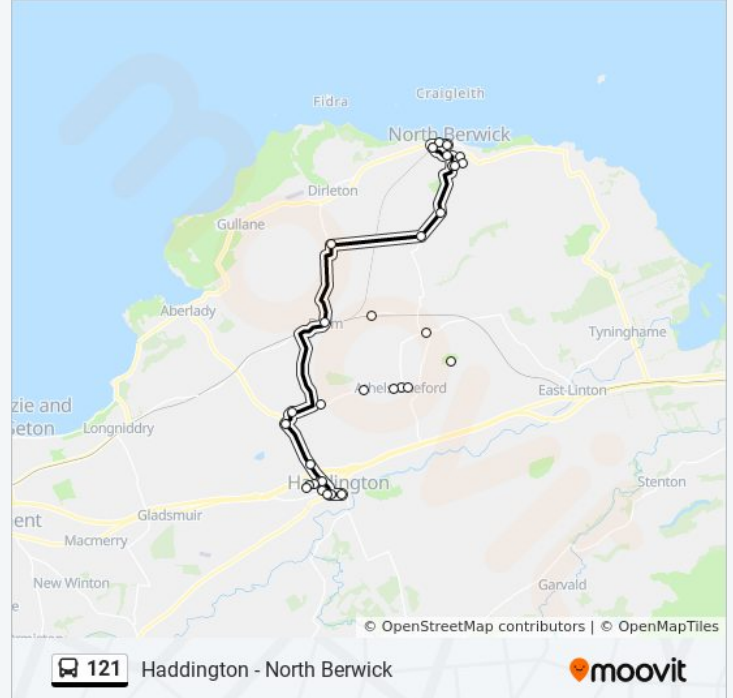 Fidra
Craigleith
North Berwick
Dirleton
Gullane
Aberlady
Tyninghame
East Linton
zie and
Seton
Longniddry
Haddington
Stenton
ent
Gladsmuir
Macmerry
New Winton
Garvald
© OpenStreetMap contributors | © OpenMapTiles
121 Haddington - North Berwick moovit